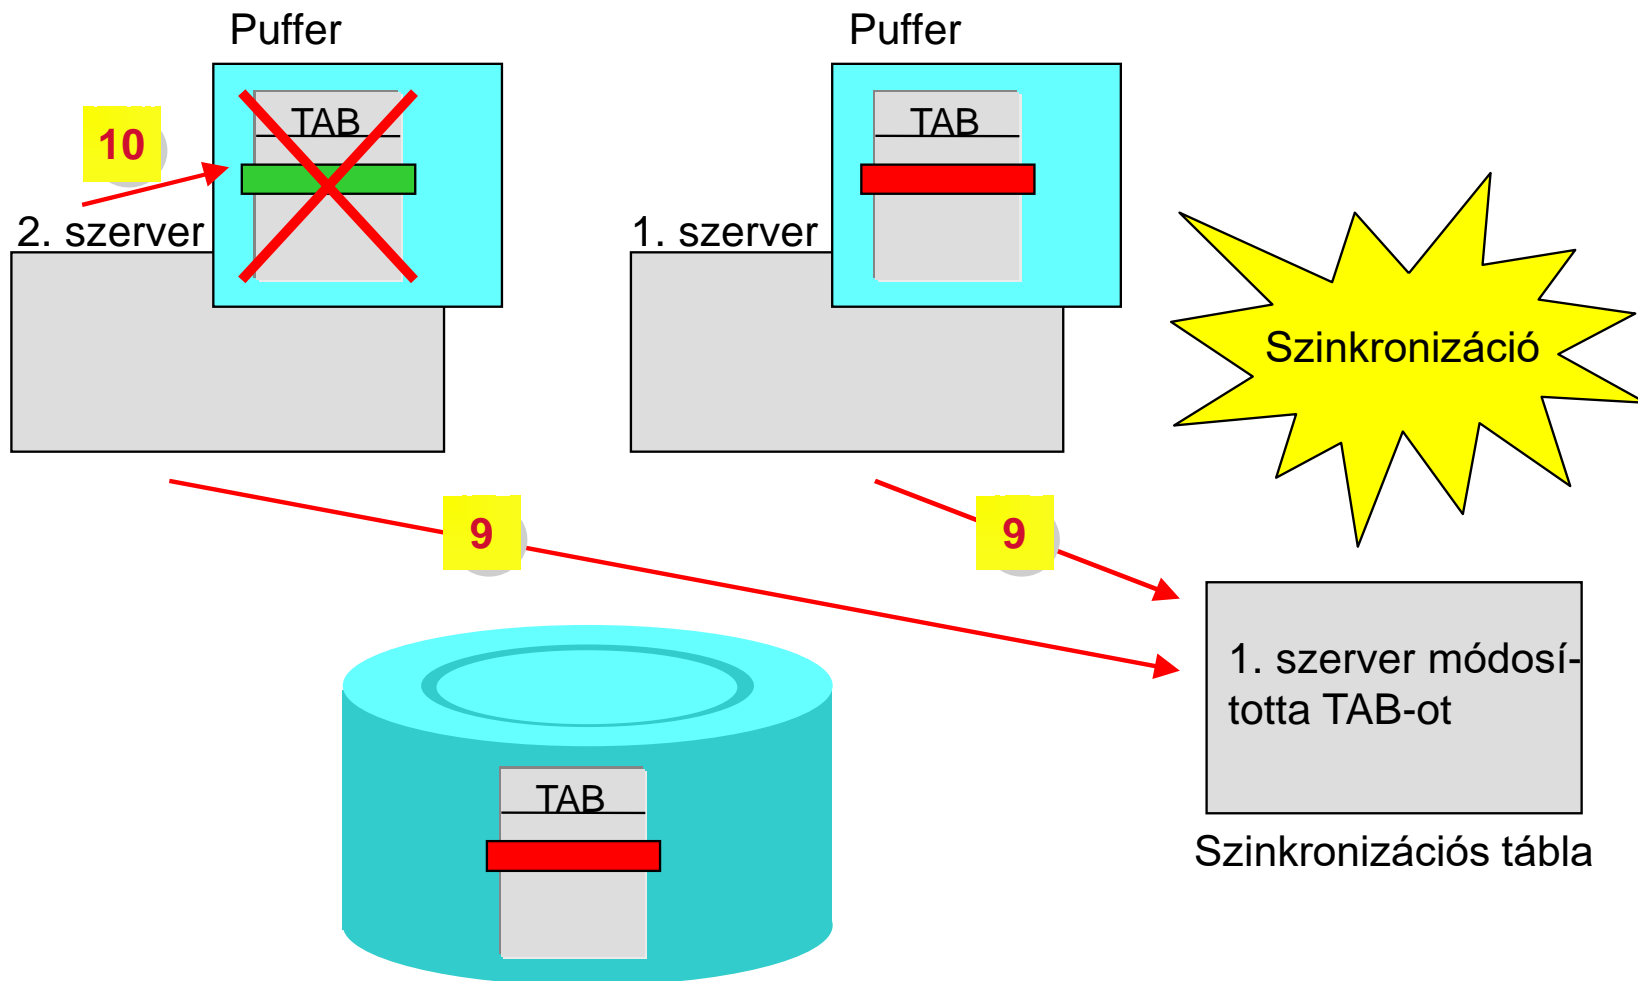 Puffer
Puffer
TAB
TAB
10
2. szerver
1. szerver
Szinkronizáció
9
9
1. szerver módosí-
totta TAB-ot
TAB
Szinkronizációs tábla